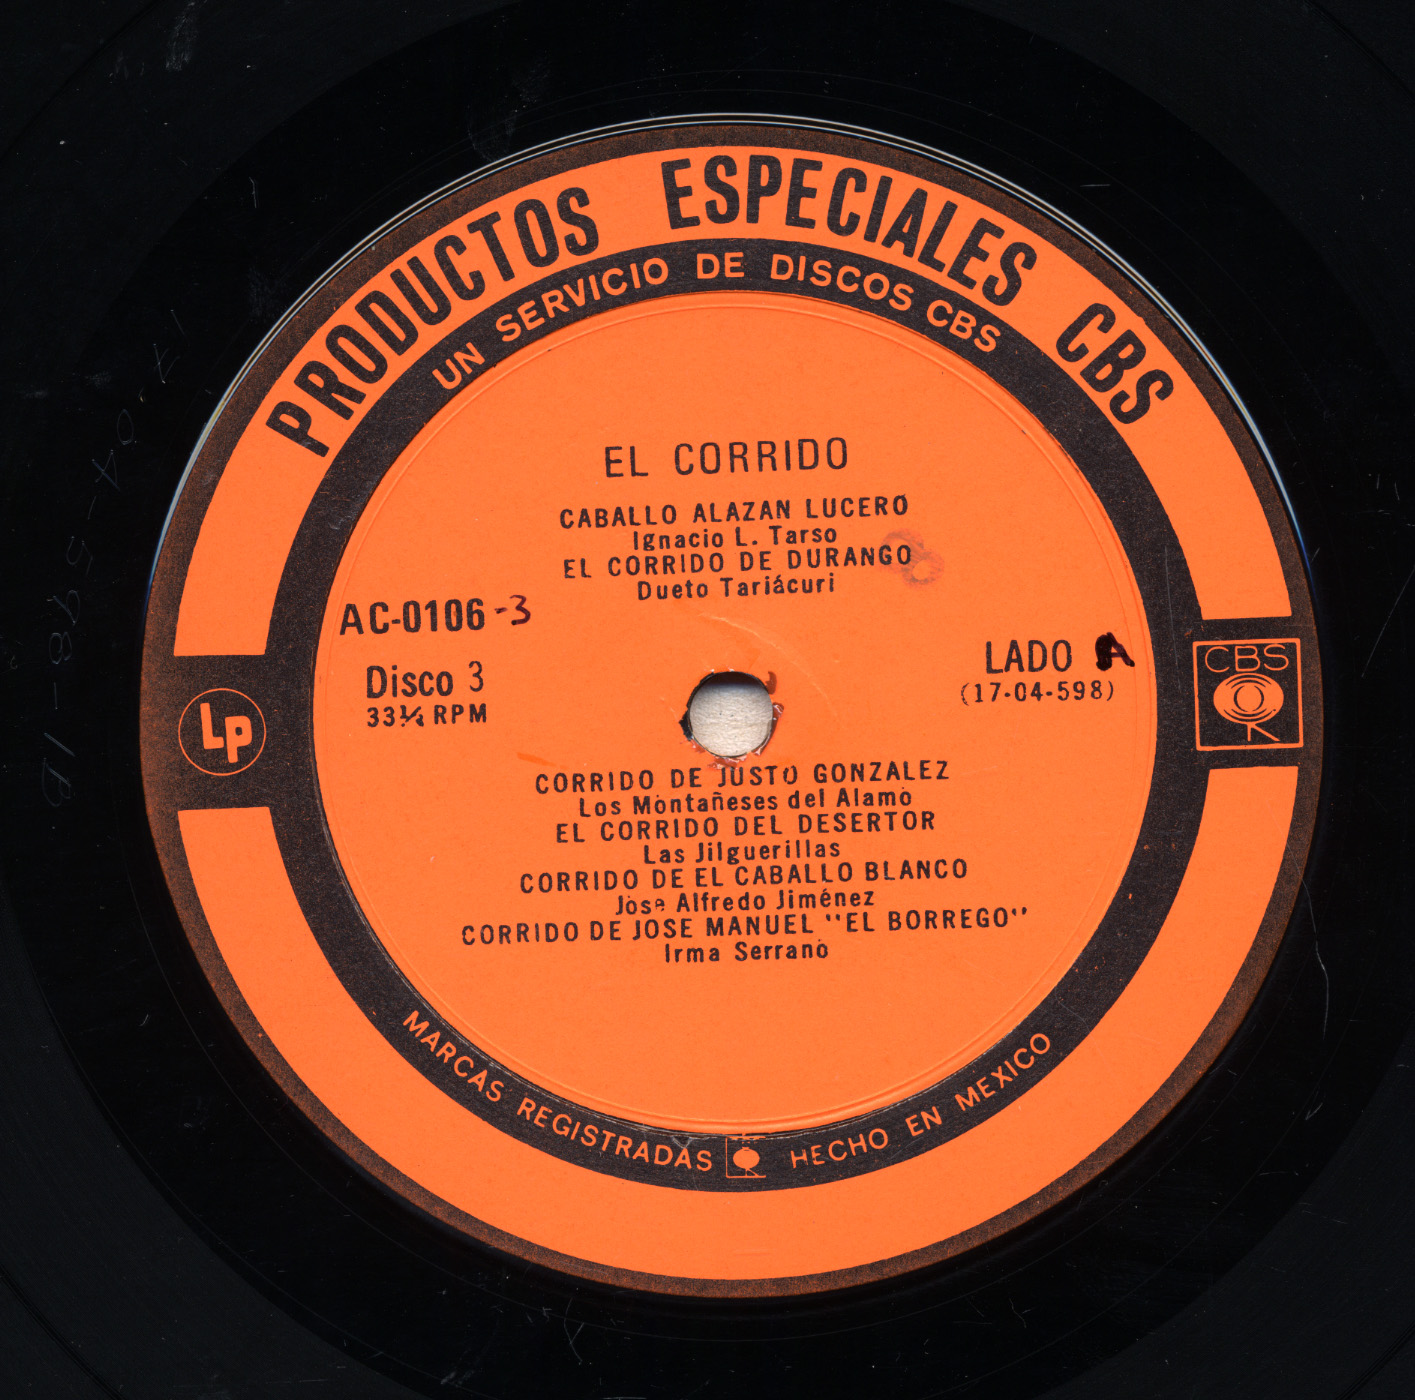 PRODUCTOS ESPECIALES CBS
UN SERVICIO DE DISCOS CBS
EL CORRIDO
CABALLO ALAZAN LUCERO
Ignacio L. Tarso
EL CORRIDO DE DURANGO
Dueto Tariácuri
AC-0106 -3
Disco 3
33⅓ RPM
LADO A
(17-04-598)
LP
CBS
CORRIDO DE JUSTO GONZALEZ
Los Montañeses del Alamo
EL CORRIDO DEL DESERTOR
Las Jilguerillas
CORRIDO DE EL CABALLO BLANCO
Jose Alfredo Jiménez
CORRIDO DE JOSE MANUEL "EL BORREGO"
Irma Serrano
MARCAS REGISTRADAS HECHO EN MEXICO